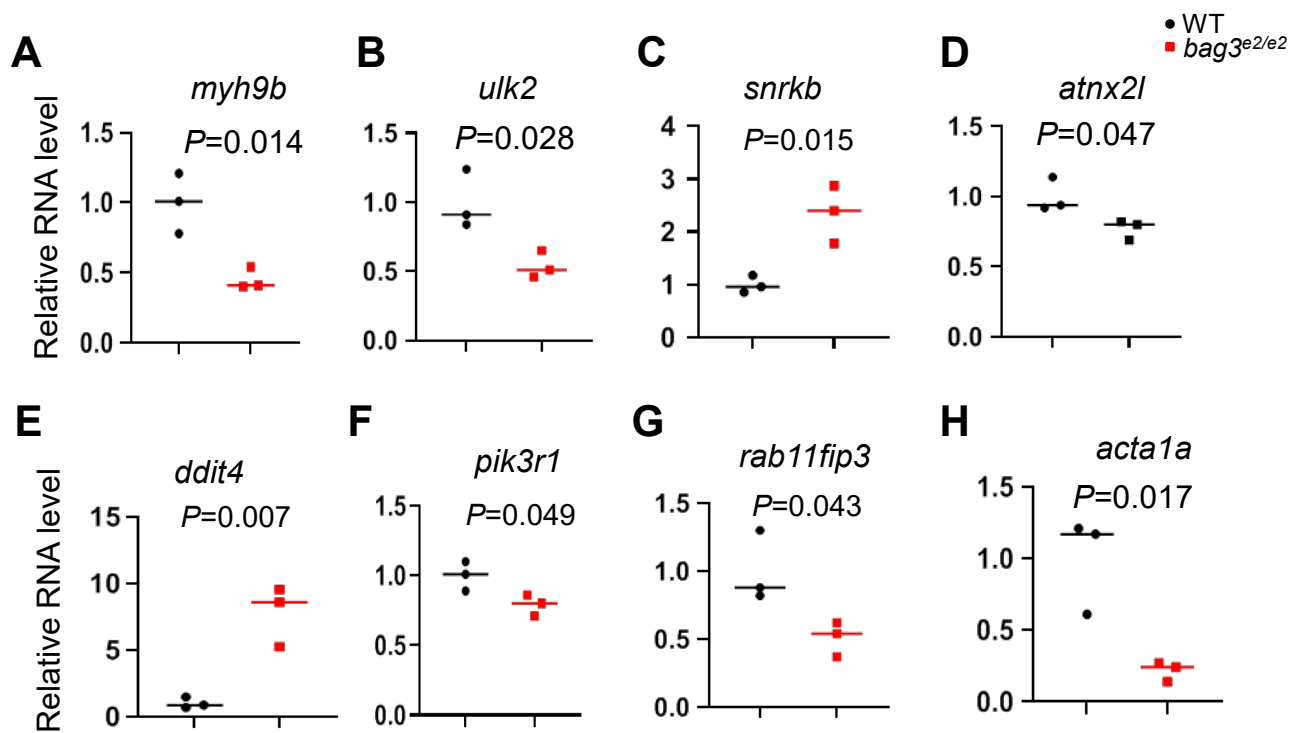 WT
bag3e2/e2
A
myh9b
P=0.014
Relative RNA level
1.5
1.0
0.5
0.0
B
ulk2
P=0.028
1.5
1.0
0.5
0.0
C
snrkb
P=0.015
4
3
2
1
0
D
atnx2l
P=0.047
1.5
1.0
0.5
0.0
E
ddit4
P=0.007
Relative RNA level
15
10
5
0
F
pik3r1
P=0.049
1.5
1.0
0.5
0.0
G
rab11fip3
P=0.043
1.5
1.0
0.5
0.0
H
acta1a
P=0.017
1.5
1.0
0.5
0.0